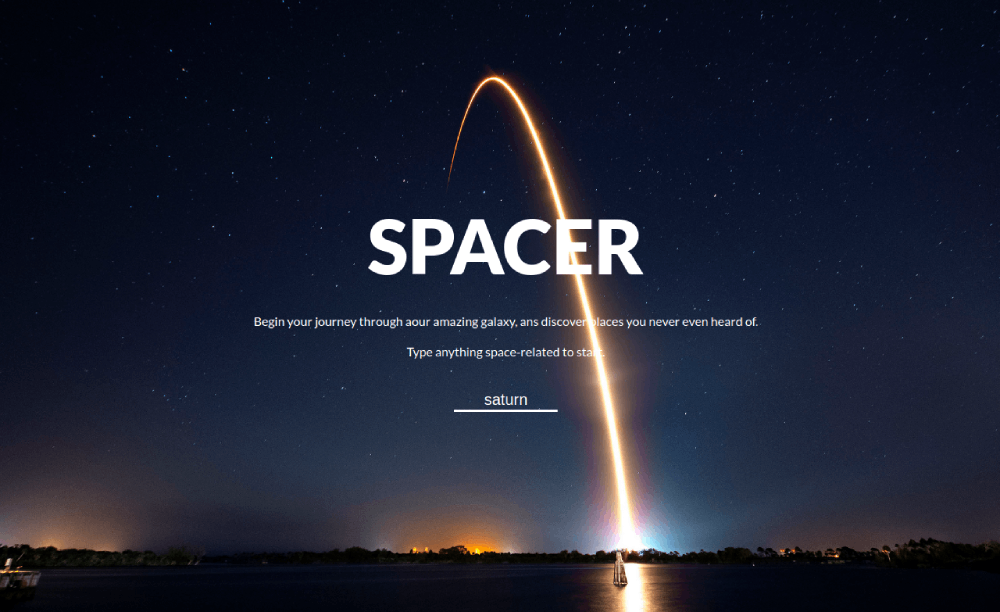 SPACER
Begin your journey through aour amazing galaxy, ans discover places you never even heard of.
Type anything space-related to start.
saturn